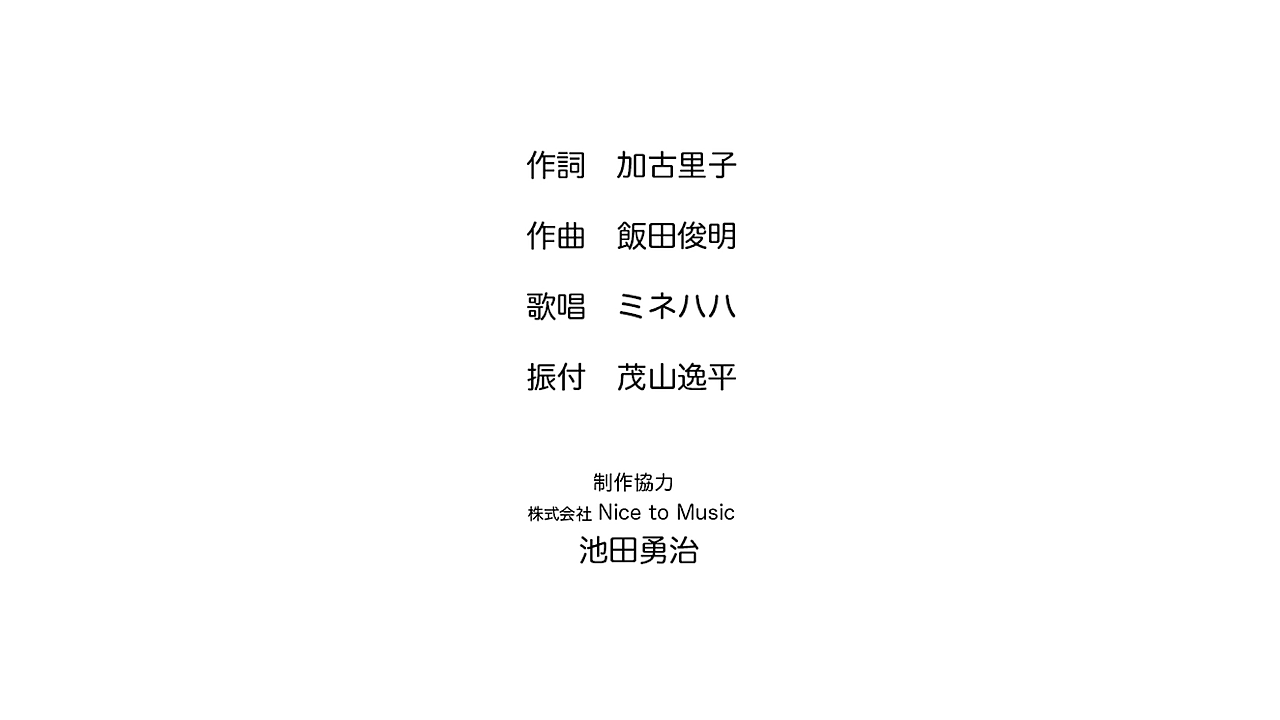 作詞　加古里子
作曲　飯田俊明
歌唱　ミネハハ
振付　茂山逸平
制作協力
株式会社 Nice to Music
池田勇治